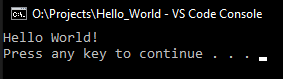 O:\Projects\Hello_World - VS Code Console
Hello World!
Press any key to continue . . .